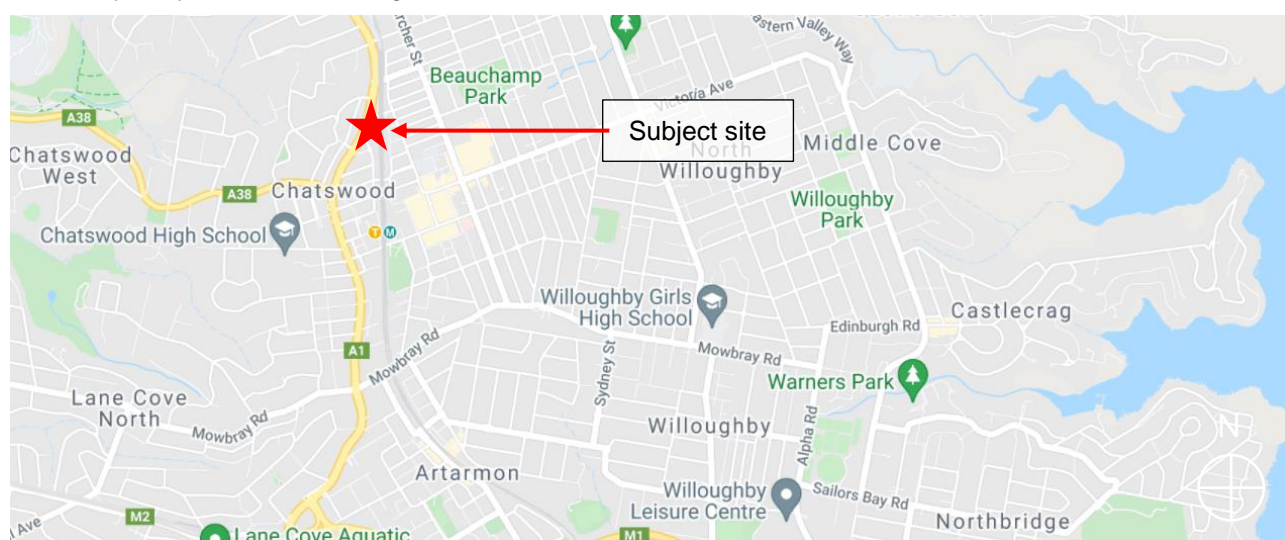 Archer St
Eastern Valley Way
Beauchamp
Park
Victoria Ave
A38
Subject site
Chatswood
West
North
Willoughby
Middle Cove
A38
Chatswood
Willoughby
Park
Chatswood High School
T M
Willoughby Girls
High School
Castlecrag
Edinburgh Rd
A1
Mowbray Rd
Sydney St
Mowbray Rd
Warners Park
Lane Cove
North
Mowbray Rd
Willoughby
Alpha Rd
Artarmon
Willoughby
Leisure Centre
Sailors Bay Rd
Northbridge
N
M2
Ave
M1
Lane Cove Aquatic